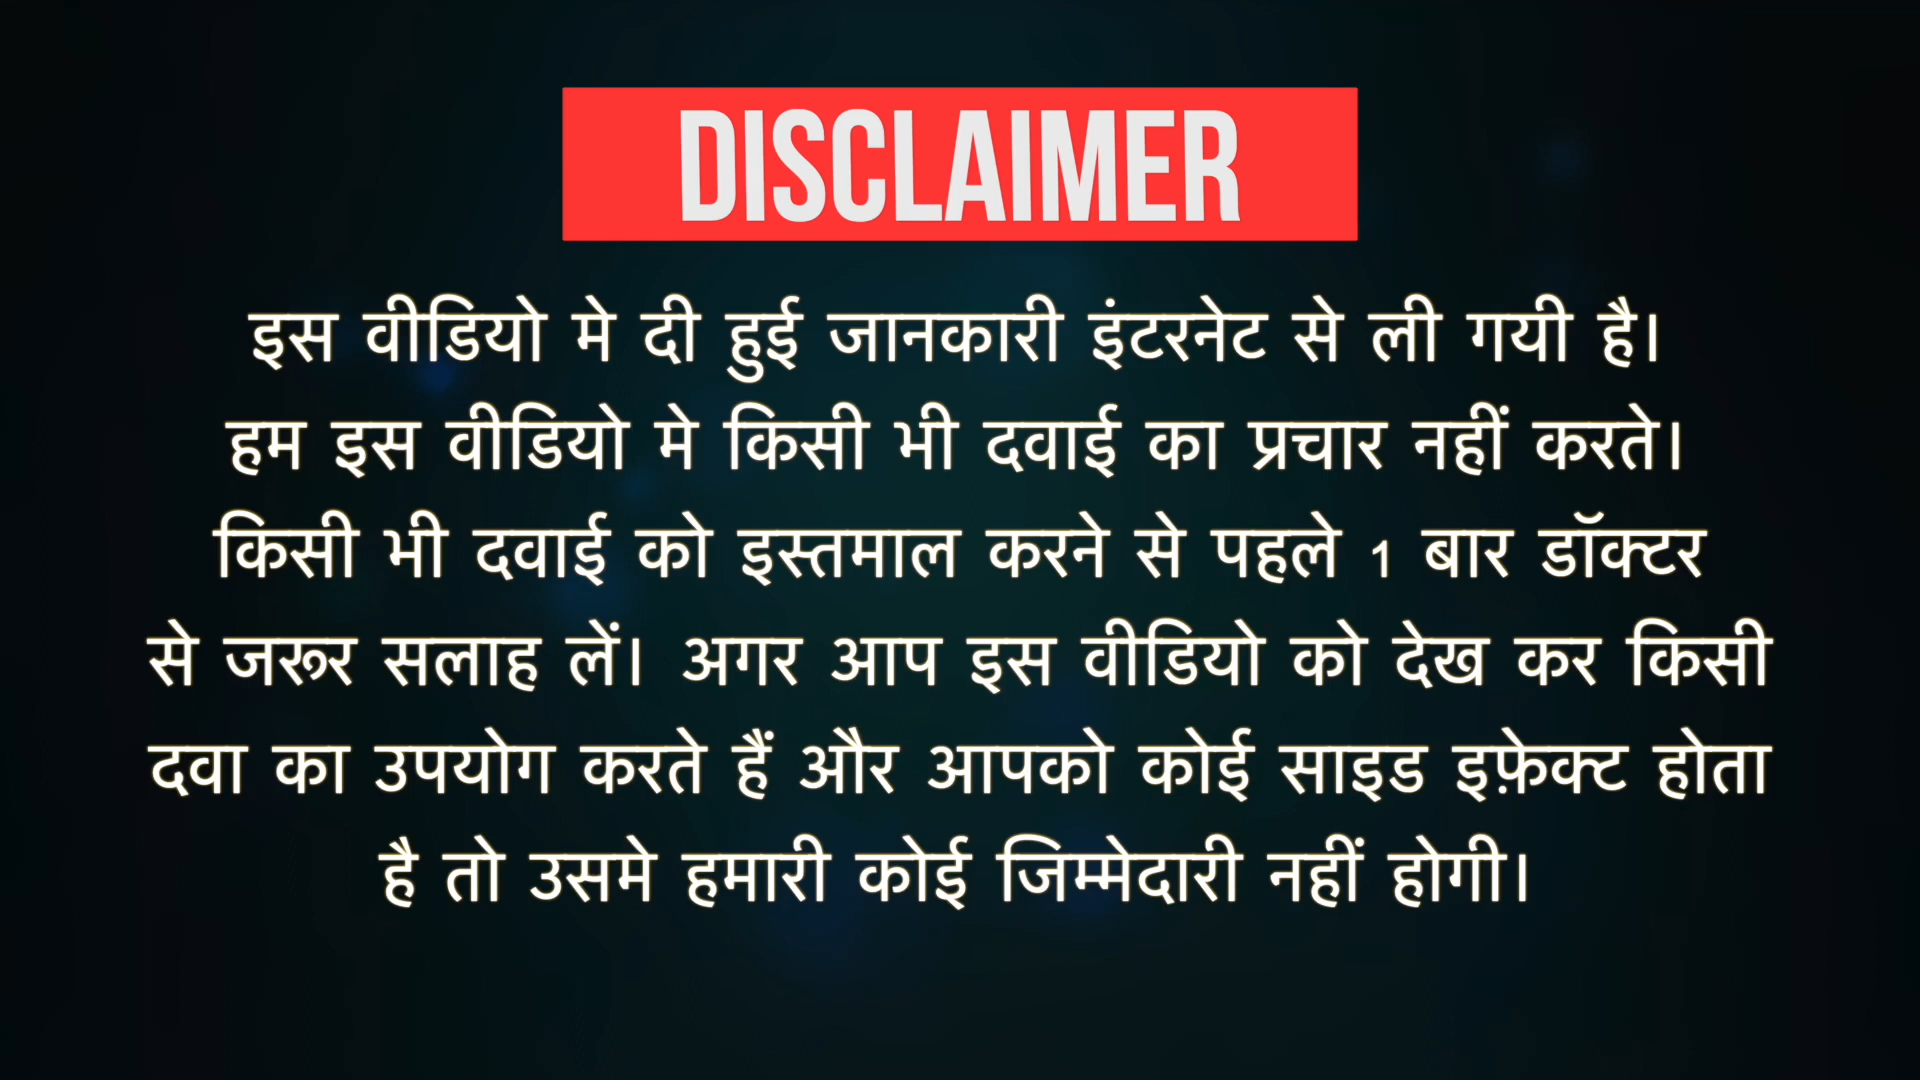 DISCLAIMER
इस वीडियो मे दी हुई जानकारी इंटरनेट से ली गयी है।
हम इस वीडियो मे किसी भी दवाई का प्रचार नहीं करते।
किसी भी दवाई को इस्तमाल करने से पहले 1 बार डॉक्टर
से जरूर सलाह लें। अगर आप इस वीडियो को देख कर किसी
दवा का उपयोग करते हैं और आपको कोई साइड इफ़ेक्ट होता
है तो उसमे हमारी कोई जिम्मेदारी नहीं होगी।